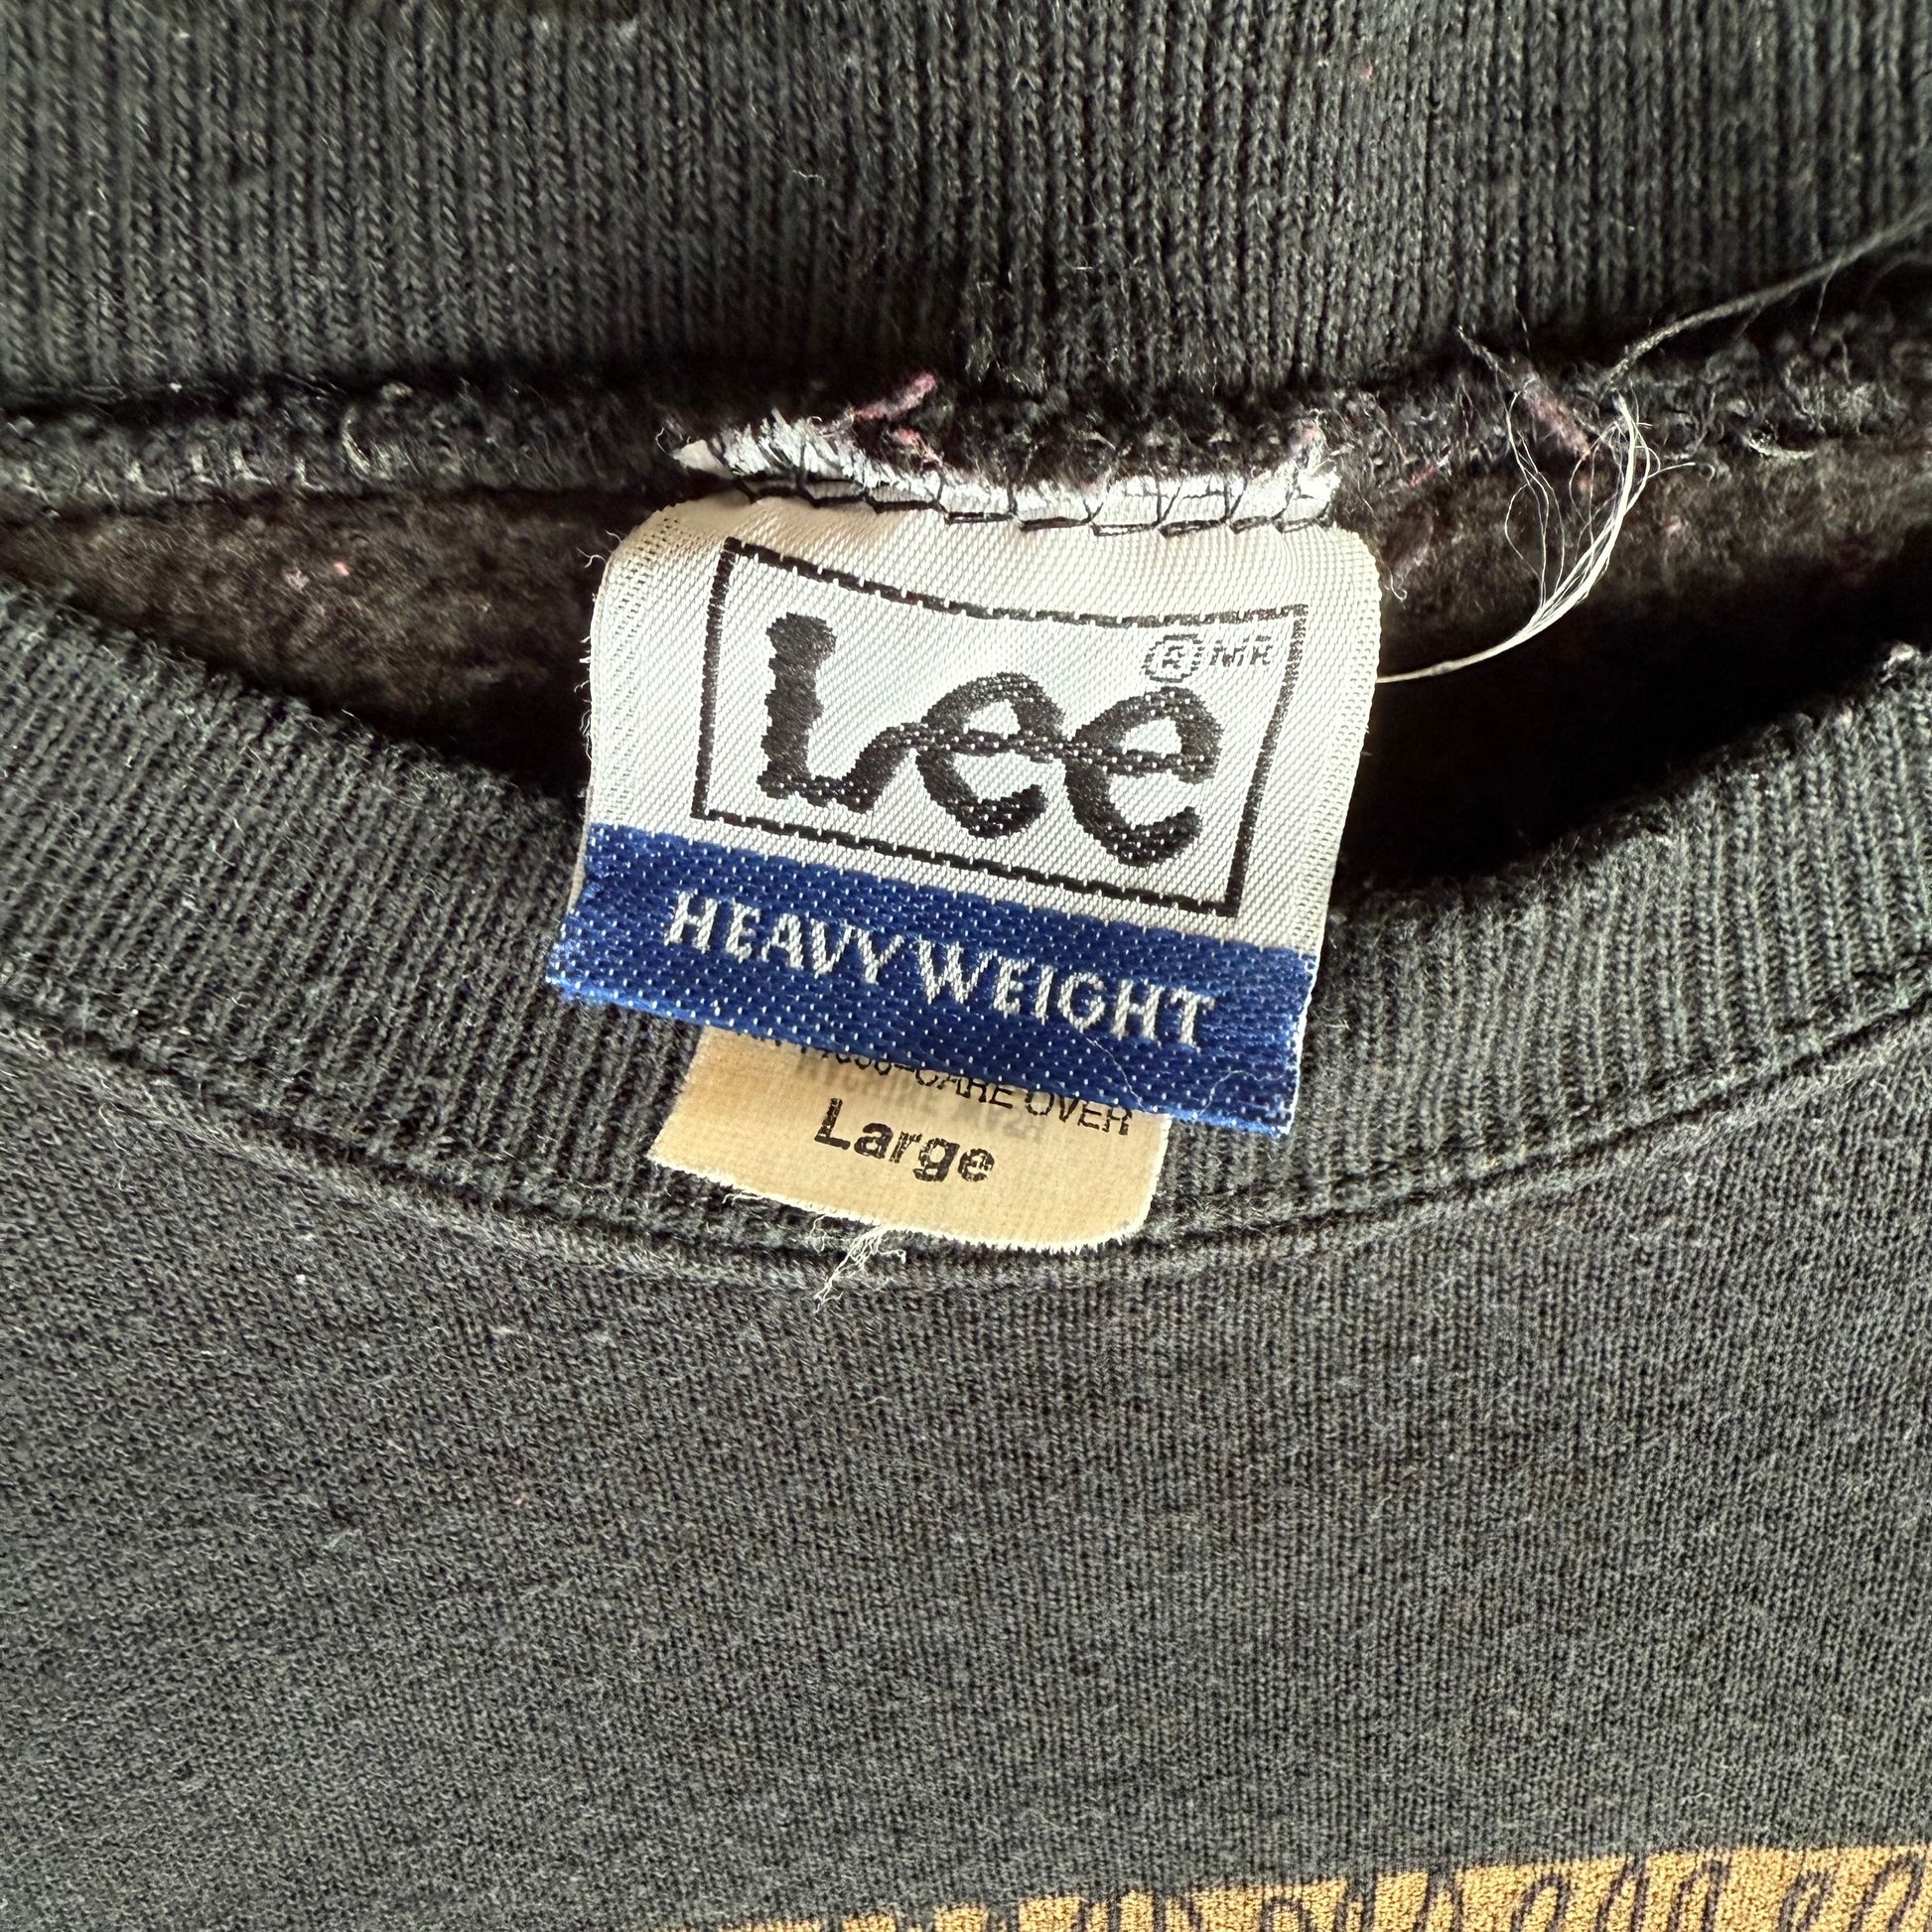 Lee
® MR
HEAVY WEIGHT
-CARE OVER
Large